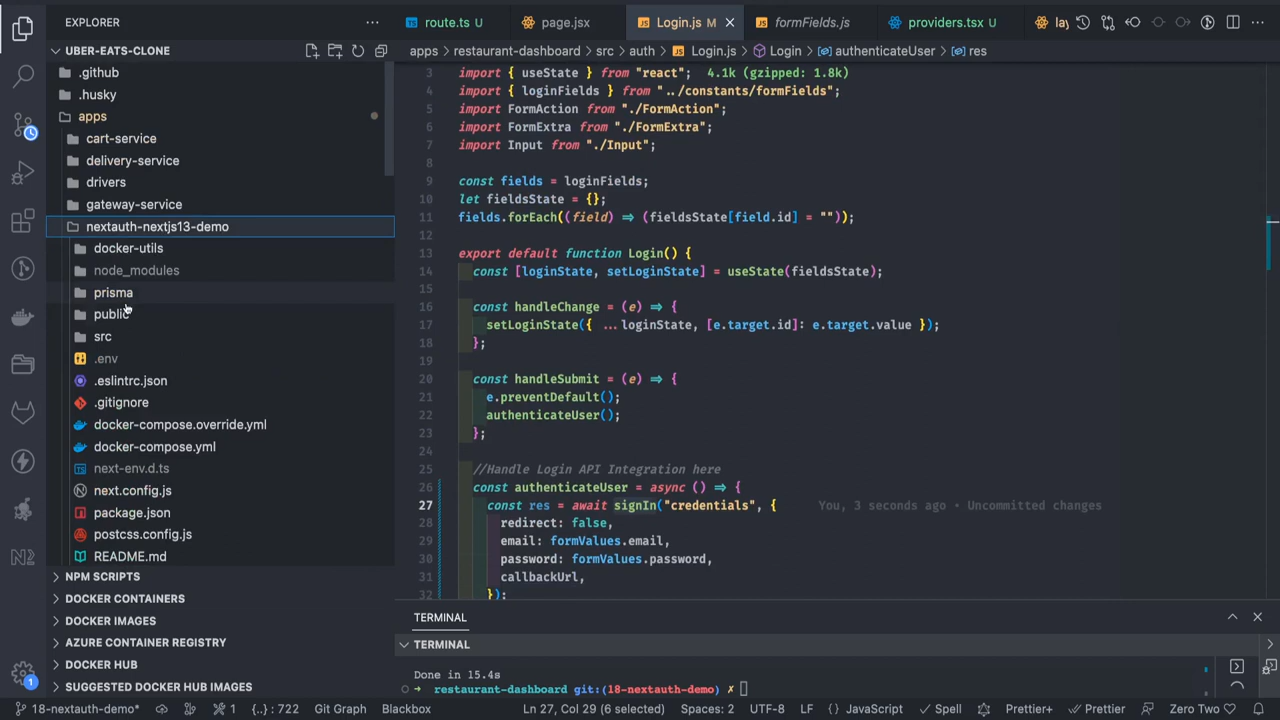 EXPLORER
UBER-EATS-CLONE
.github
.husky
apps
cart-service
delivery-service
drivers
gateway-service
nextauth-nextjs13-demo
docker-utils
node_modules
prisma
public
src
.env
.eslintrc.json
.gitignore
docker-compose.override.yml
docker-compose.yml
next-env.d.ts
next.config.js
package.json
postcss.config.js
README.md
NPM SCRIPTS
DOCKER CONTAINERS
DOCKER IMAGES
AZURE CONTAINER REGISTRY
DOCKER HUB
SUGGESTED DOCKER HUB IMAGES
route.ts U page.jsx Login.js M formFields.js providers.tsx U
apps > restaurant-dashboard > src > auth > Login.js > Login > authenticateUser > res
3 import { useState } from "react"; 4.1k (gzipped: 1.8k)
4 import { loginFields } from "../constants/formFields";
5 import FormAction from "./FormAction";
6 import FormExtra from "./FormExtra";
7 import Input from "./Input";
8
9 const fields = loginFields;
10 let fieldsState = {};
11 fields.forEach((field) => (fieldsState[field.id] = ""));
12
13 export default function Login() {
14 const [loginState, setLoginState] = useState(fieldsState);
15
16 const handleChange = (e) => {
17 setLoginState({ ...loginState, [e.target.id]: e.target.value });
18 };
19
20 const handleSubmit = (e) => {
21 e.preventDefault();
22 authenticateUser();
23 };
24
25 //Handle Login API Integration here
26 const authenticateUser = async () => {
27 const res = await signIn("credentials", { You, 3 seconds ago • Uncommitted changes
28 redirect: false,
29 email: formValues.email,
30 password: formValues.password,
31 callbackUrl,
32 });
TERMINAL
TERMINAL
Done in 15.4s
➜ restaurant-dashboard git:(18-nextauth-demo) ✗
18-nextauth-demo* 1 {..} : 722 Git Graph Blackbox Ln 27, Col 29 (6 selected) Spaces: 2 UTF-8 LF {} JavaScript Spell Prettier+ Prettier Zero Two